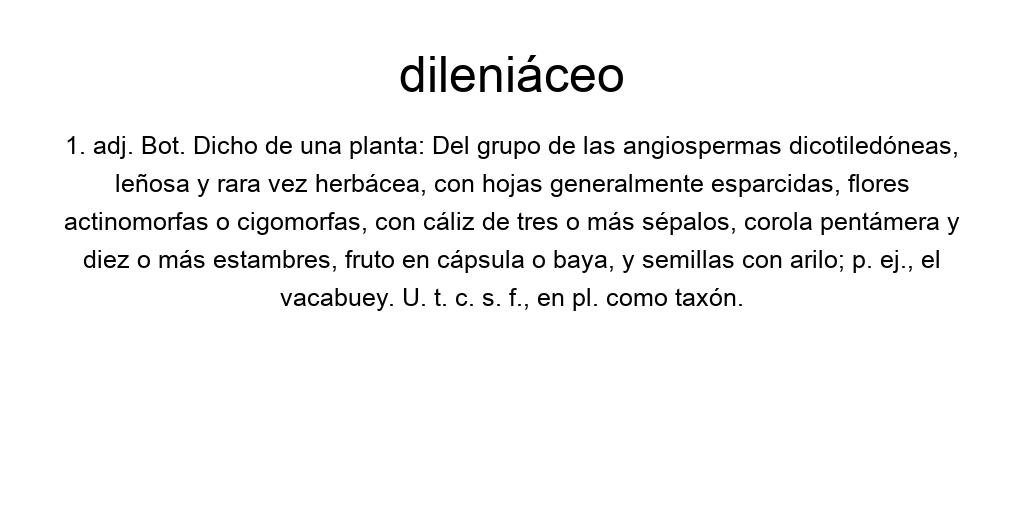 dileniáceo
1. adj. Bot. Dicho de una planta: Del grupo de las angiospermas dicotiledóneas,
leñosa y rara vez herbácea, con hojas generalmente esparcidas, flores
actinomorfas o cigomorfas, con cáliz de tres o más sépalos, corola pentámera y
diez o más estambres, fruto en cápsula o baya, y semillas con arilo; p. ej., el
vacabuey. U. t. c. s. f., en pl. como taxón.